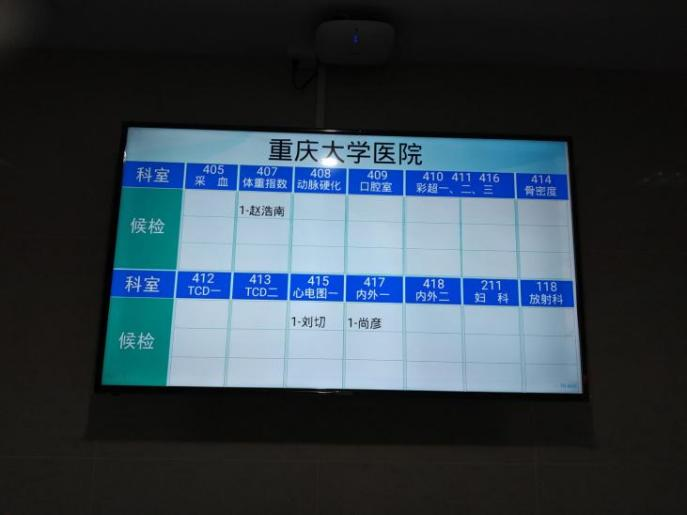 重庆大学医院
科室 405 407 408 409 410 411 416 414
采 血 体重指数 动脉硬化 口腔室 彩超一、二、三 骨密度
候检 1-赵浩南
科室 412 413 415 417 418 211 118
TCD一 TCD二 心电图一 内外一 内外二 妇 科 放射科
候检 1-刘切 1-尚彦